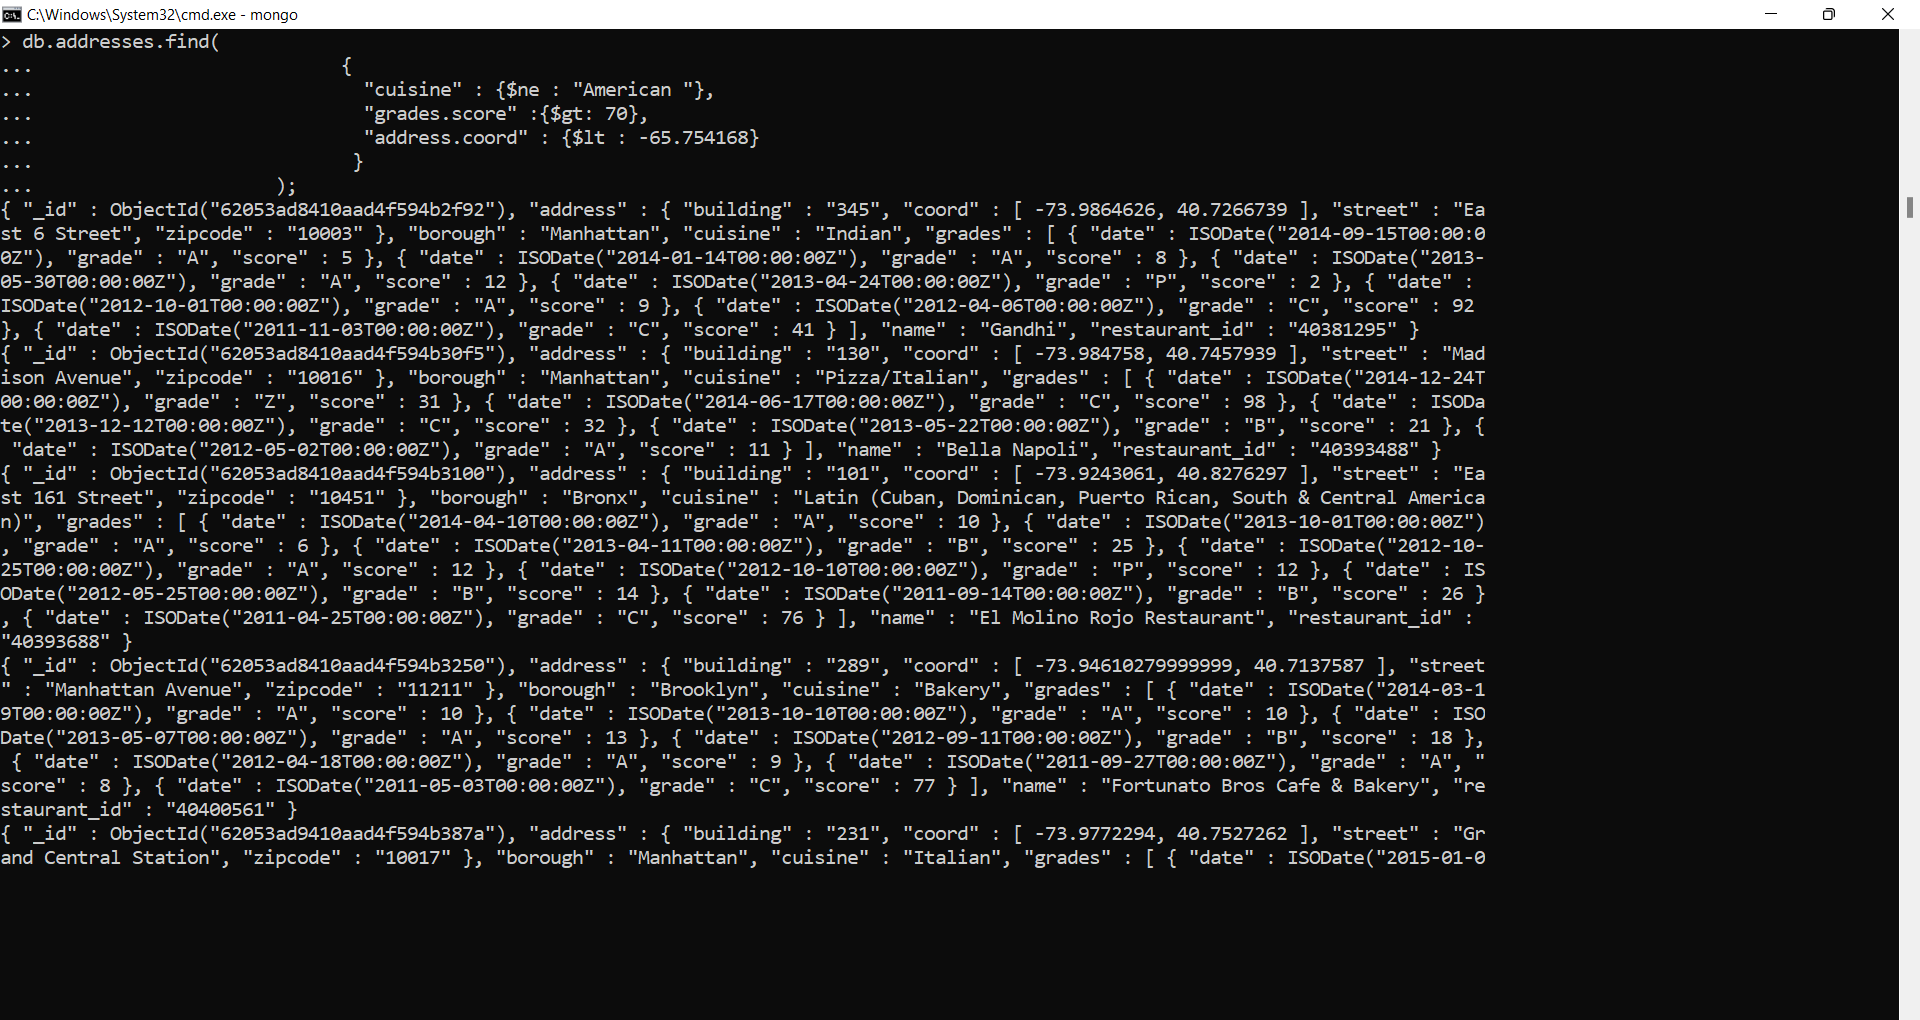 C:\Windows\System32\cmd.exe - mongo
> db.addresses.find(
... {
... "cuisine" : {$ne : "American "},
... "grades.score" :{$gt: 70},
... "address.coord" : {$lt : -65.754168}
... }
... );
{ "_id" : ObjectId("62053ad8410aad4f594b2f92"), "address" : { "building" : "345", "coord" : [ -73.9864626, 40.7266739 ], "street" : "Ea
st 6 Street", "zipcode" : "10003" }, "borough" : "Manhattan", "cuisine" : "Indian", "grades" : [ { "date" : ISODate("2014-09-15T00:00:0
0Z"), "grade" : "A", "score" : 5 }, { "date" : ISODate("2014-01-14T00:00:00Z"), "grade" : "A", "score" : 8 }, { "date" : ISODate("2013-
05-30T00:00:00Z"), "grade" : "A", "score" : 12 }, { "date" : ISODate("2013-04-24T00:00:00Z"), "grade" : "P", "score" : 2 }, { "date" :
ISODate("2012-10-01T00:00:00Z"), "grade" : "A", "score" : 9 }, { "date" : ISODate("2012-04-06T00:00:00Z"), "grade" : "C", "score" : 92
}, { "date" : ISODate("2011-11-03T00:00:00Z"), "grade" : "C", "score" : 41 } ], "name" : "Gandhi", "restaurant_id" : "40381295" }
{ "_id" : ObjectId("62053ad8410aad4f594b30f5"), "address" : { "building" : "130", "coord" : [ -73.984758, 40.7457939 ], "street" : "Mad
ison Avenue", "zipcode" : "10016" }, "borough" : "Manhattan", "cuisine" : "Pizza/Italian", "grades" : [ { "date" : ISODate("2014-12-24T
00:00:00Z"), "grade" : "Z", "score" : 31 }, { "date" : ISODate("2014-06-17T00:00:00Z"), "grade" : "C", "score" : 98 }, { "date" : ISODa
te("2013-12-12T00:00:00Z"), "grade" : "C", "score" : 32 }, { "date" : ISODate("2013-05-22T00:00:00Z"), "grade" : "B", "score" : 21 }, {
"date" : ISODate("2012-05-02T00:00:00Z"), "grade" : "A", "score" : 11 } ], "name" : "Bella Napoli", "restaurant_id" : "40393488" }
{ "_id" : ObjectId("62053ad8410aad4f594b3100"), "address" : { "building" : "101", "coord" : [ -73.9243061, 40.8276297 ], "street" : "Ea
st 161 Street", "zipcode" : "10451" }, "borough" : "Bronx", "cuisine" : "Latin (Cuban, Dominican, Puerto Rican, South & Central America
n)", "grades" : [ { "date" : ISODate("2014-04-10T00:00:00Z"), "grade" : "A", "score" : 10 }, { "date" : ISODate("2013-10-01T00:00:00Z")
, "grade" : "A", "score" : 6 }, { "date" : ISODate("2013-04-11T00:00:00Z"), "grade" : "B", "score" : 25 }, { "date" : ISODate("2012-10-
25T00:00:00Z"), "grade" : "A", "score" : 12 }, { "date" : ISODate("2012-10-10T00:00:00Z"), "grade" : "P", "score" : 12 }, { "date" : IS
ODate("2012-05-25T00:00:00Z"), "grade" : "B", "score" : 14 }, { "date" : ISODate("2011-09-14T00:00:00Z"), "grade" : "B", "score" : 26 }
, { "date" : ISODate("2011-04-25T00:00:00Z"), "grade" : "C", "score" : 76 } ], "name" : "El Molino Rojo Restaurant", "restaurant_id" :
"40393688" }
{ "_id" : ObjectId("62053ad8410aad4f594b3250"), "address" : { "building" : "289", "coord" : [ -73.94610279999999, 40.7137587 ], "street
" : "Manhattan Avenue", "zipcode" : "11211" }, "borough" : "Brooklyn", "cuisine" : "Bakery", "grades" : [ { "date" : ISODate("2014-03-1
9T00:00:00Z"), "grade" : "A", "score" : 10 }, { "date" : ISODate("2013-10-10T00:00:00Z"), "grade" : "A", "score" : 10 }, { "date" : ISO
Date("2013-05-07T00:00:00Z"), "grade" : "A", "score" : 13 }, { "date" : ISODate("2012-09-11T00:00:00Z"), "grade" : "B", "score" : 18 },
{ "date" : ISODate("2012-04-18T00:00:00Z"), "grade" : "A", "score" : 9 }, { "date" : ISODate("2011-09-27T00:00:00Z"), "grade" : "A", "
score" : 8 }, { "date" : ISODate("2011-05-03T00:00:00Z"), "grade" : "C", "score" : 77 } ], "name" : "Fortunato Bros Cafe & Bakery", "re
staurant_id" : "40400561" }
{ "_id" : ObjectId("62053ad9410aad4f594b387a"), "address" : { "building" : "231", "coord" : [ -73.9772294, 40.7527262 ], "street" : "Gr
and Central Station", "zipcode" : "10017" }, "borough" : "Manhattan", "cuisine" : "Italian", "grades" : [ { "date" : ISODate("2015-01-0